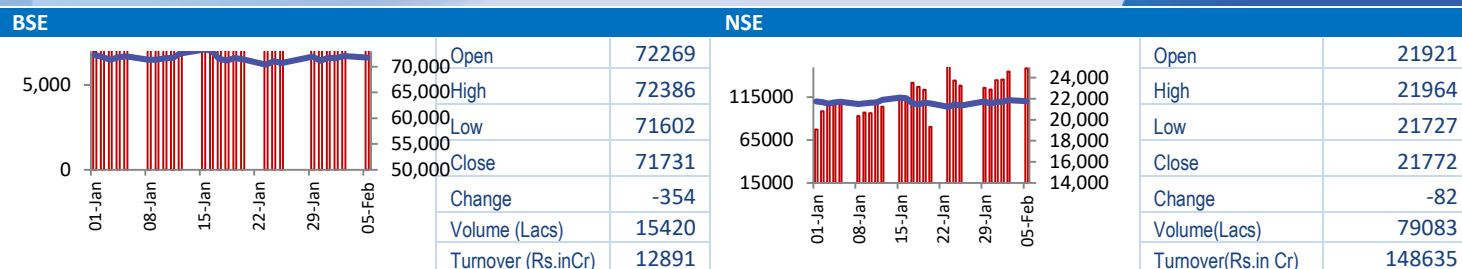 BSE
NSE
5,000
0
70,000
65,000
60,000
55,000
50,000
01-Jan
08-Jan
15-Jan
22-Jan
29-Jan
05-Feb
Open 72269
High 72386
Low 71602
Close 71731
Change -354
Volume (Lacs) 15420
Turnover (Rs.inCr) 12891
115000
65000
15000
24,000
22,000
20,000
18,000
16,000
14,000
01-Jan
08-Jan
15-Jan
22-Jan
29-Jan
05-Feb
Open 21921
High 21964
Low 21727
Close 21772
Change -82
Volume(Lacs) 79083
Turnover(Rs.in Cr) 148635